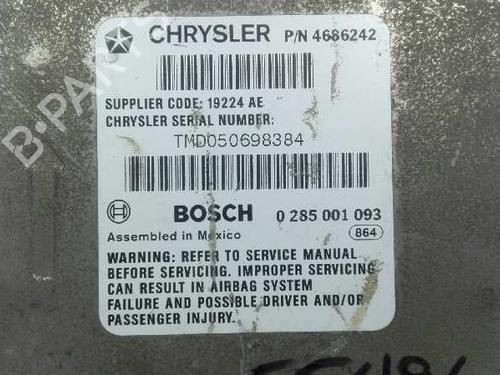 CHRYSLER P/N 4686242
SUPPLIER CODE: 19224 AE
CHRYSLER SERIAL NUMBER:
TMD050698384
BOSCH 0 285 001 093
Assembled in Mexico 864
WARNING: REFER TO SERVICE MANUAL
BEFORE SERVICING. IMPROPER SERVICING
CAN RESULT IN AIRBAG SYSTEM
FAILURE AND POSSIBLE DRIVER AND/OR
PASSENGER INJURY.
B-PARTS